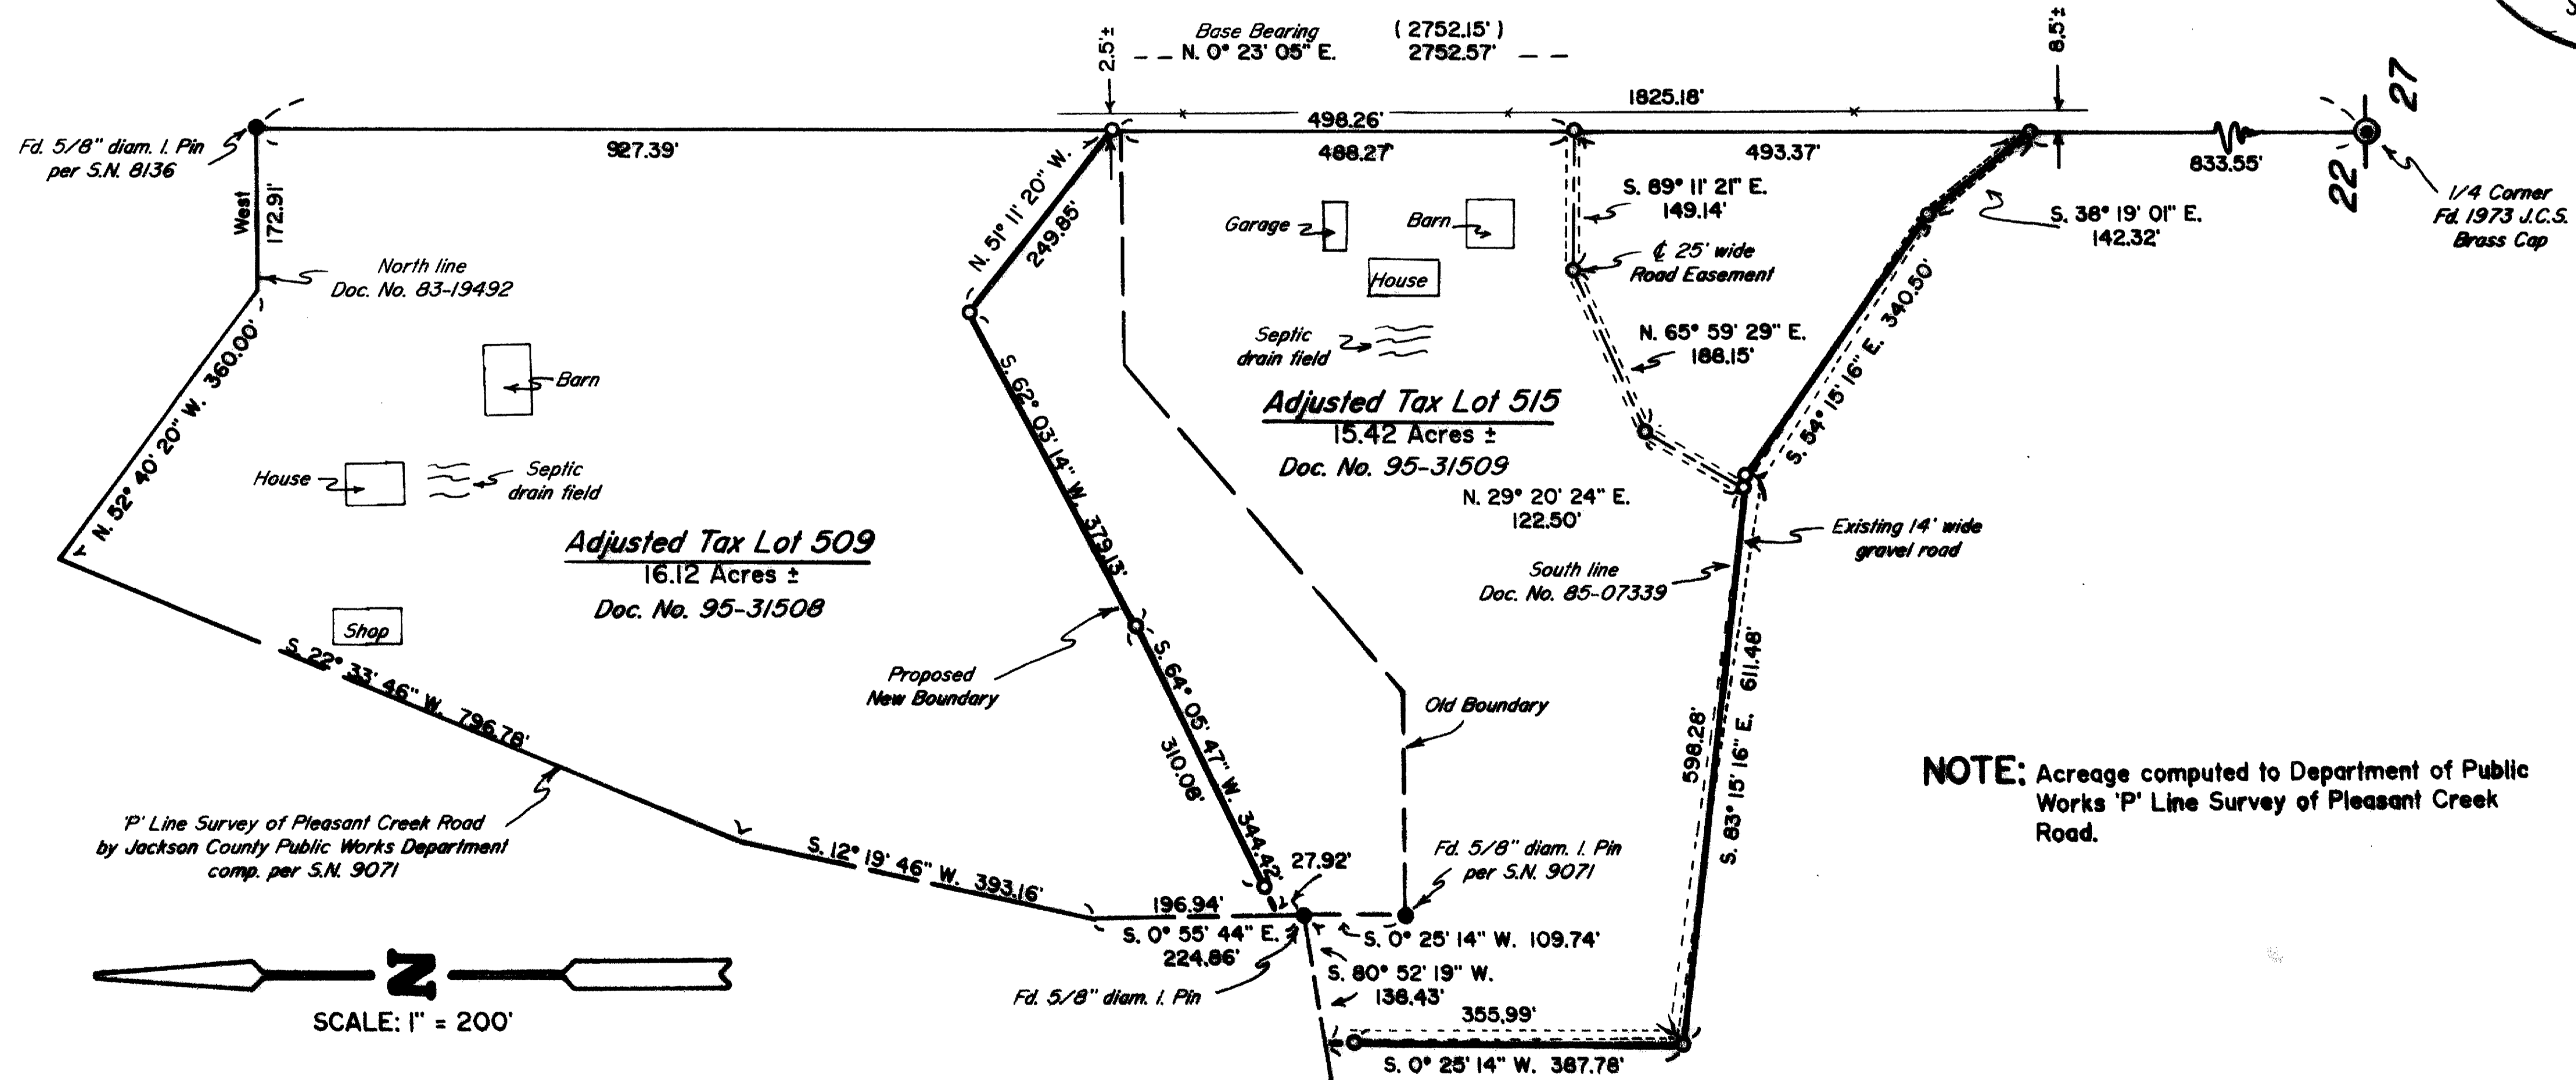 Base Bearing (2752.15')
N. 0° 23' 05" E. 2752.57'
2.5'±
8.5'±
1825.18'
498.26'
927.39'
488.27'
493.37'
833.55'
27
22
1/4 Corner
Fd. 1973 J.C.S.
Brass Cap
Fd. 5/8" diam. I. Pin
per S.N. 8136
West
172.91'
North line
Doc. No. 83-19492
N. 52° 40' 20" W. 360.00'
N. 51° 11' 20" W.
249.85'
Garage
Barn
House
Septic
drain field
S. 89° 11' 21" E.
149.14'
℄ 25' wide
Road Easement
N. 65° 59' 29" E.
188.15'
S. 38° 19' 01" E.
142.32'
S. 54° 15' 16" E. 340.50'
Barn
House
Septic
drain field
Shop
Adjusted Tax Lot 509
16.12 Acres ±
Doc. No. 95-31508
Adjusted Tax Lot 515
15.42 Acres ±
Doc. No. 95-31509
N. 29° 20' 24" E.
122.50'
Existing 14' wide
gravel road
South line
Doc. No. 85-07339
S. 62° 03' 14" W. 379.13'
S. 64° 05' 47" W. 344.42'
310.08'
Proposed
New Boundary
Old Boundary
598.28'
S. 83° 15' 16" E. 611.48'
S. 22° 33' 46" W. 796.78'
'P' Line Survey of Pleasant Creek Road
by Jackson County Public Works Department
comp. per S.N. 9071
S. 12° 19' 46" W. 393.16'
27.92'
196.94'
S. 0° 55' 44" E.
224.86'
Fd. 5/8" diam. I. Pin
per S.N. 9071
S. 0° 25' 14" W. 109.74'
S. 80° 52' 19" W.
138.43'
Fd. 5/8" diam. I. Pin
355.99'
S. 0° 25' 14" W. 387.78'
NOTE: Acreage computed to Department of Public
Works 'P' Line Survey of Pleasant Creek
Road.
N
SCALE: 1" = 200'